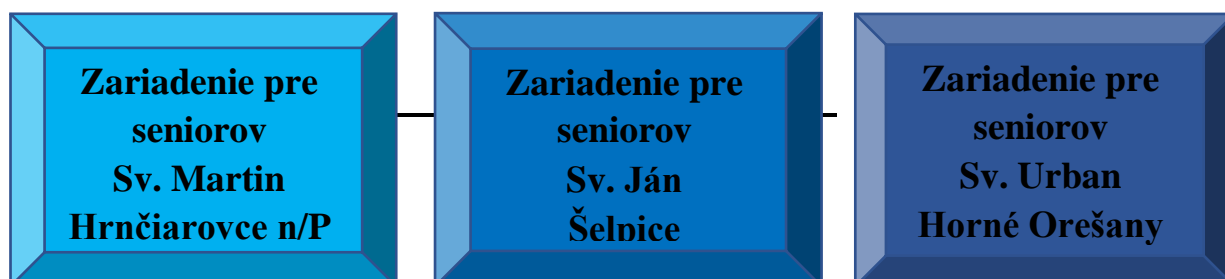 Zariadenie pre
seniorov
Sv. Martin
Hrnčiarovce n/P
Zariadenie pre
seniorov
Sv. Ján
Šelpice
Zariadenie pre
seniorov
Sv. Urban
Horné Orešany